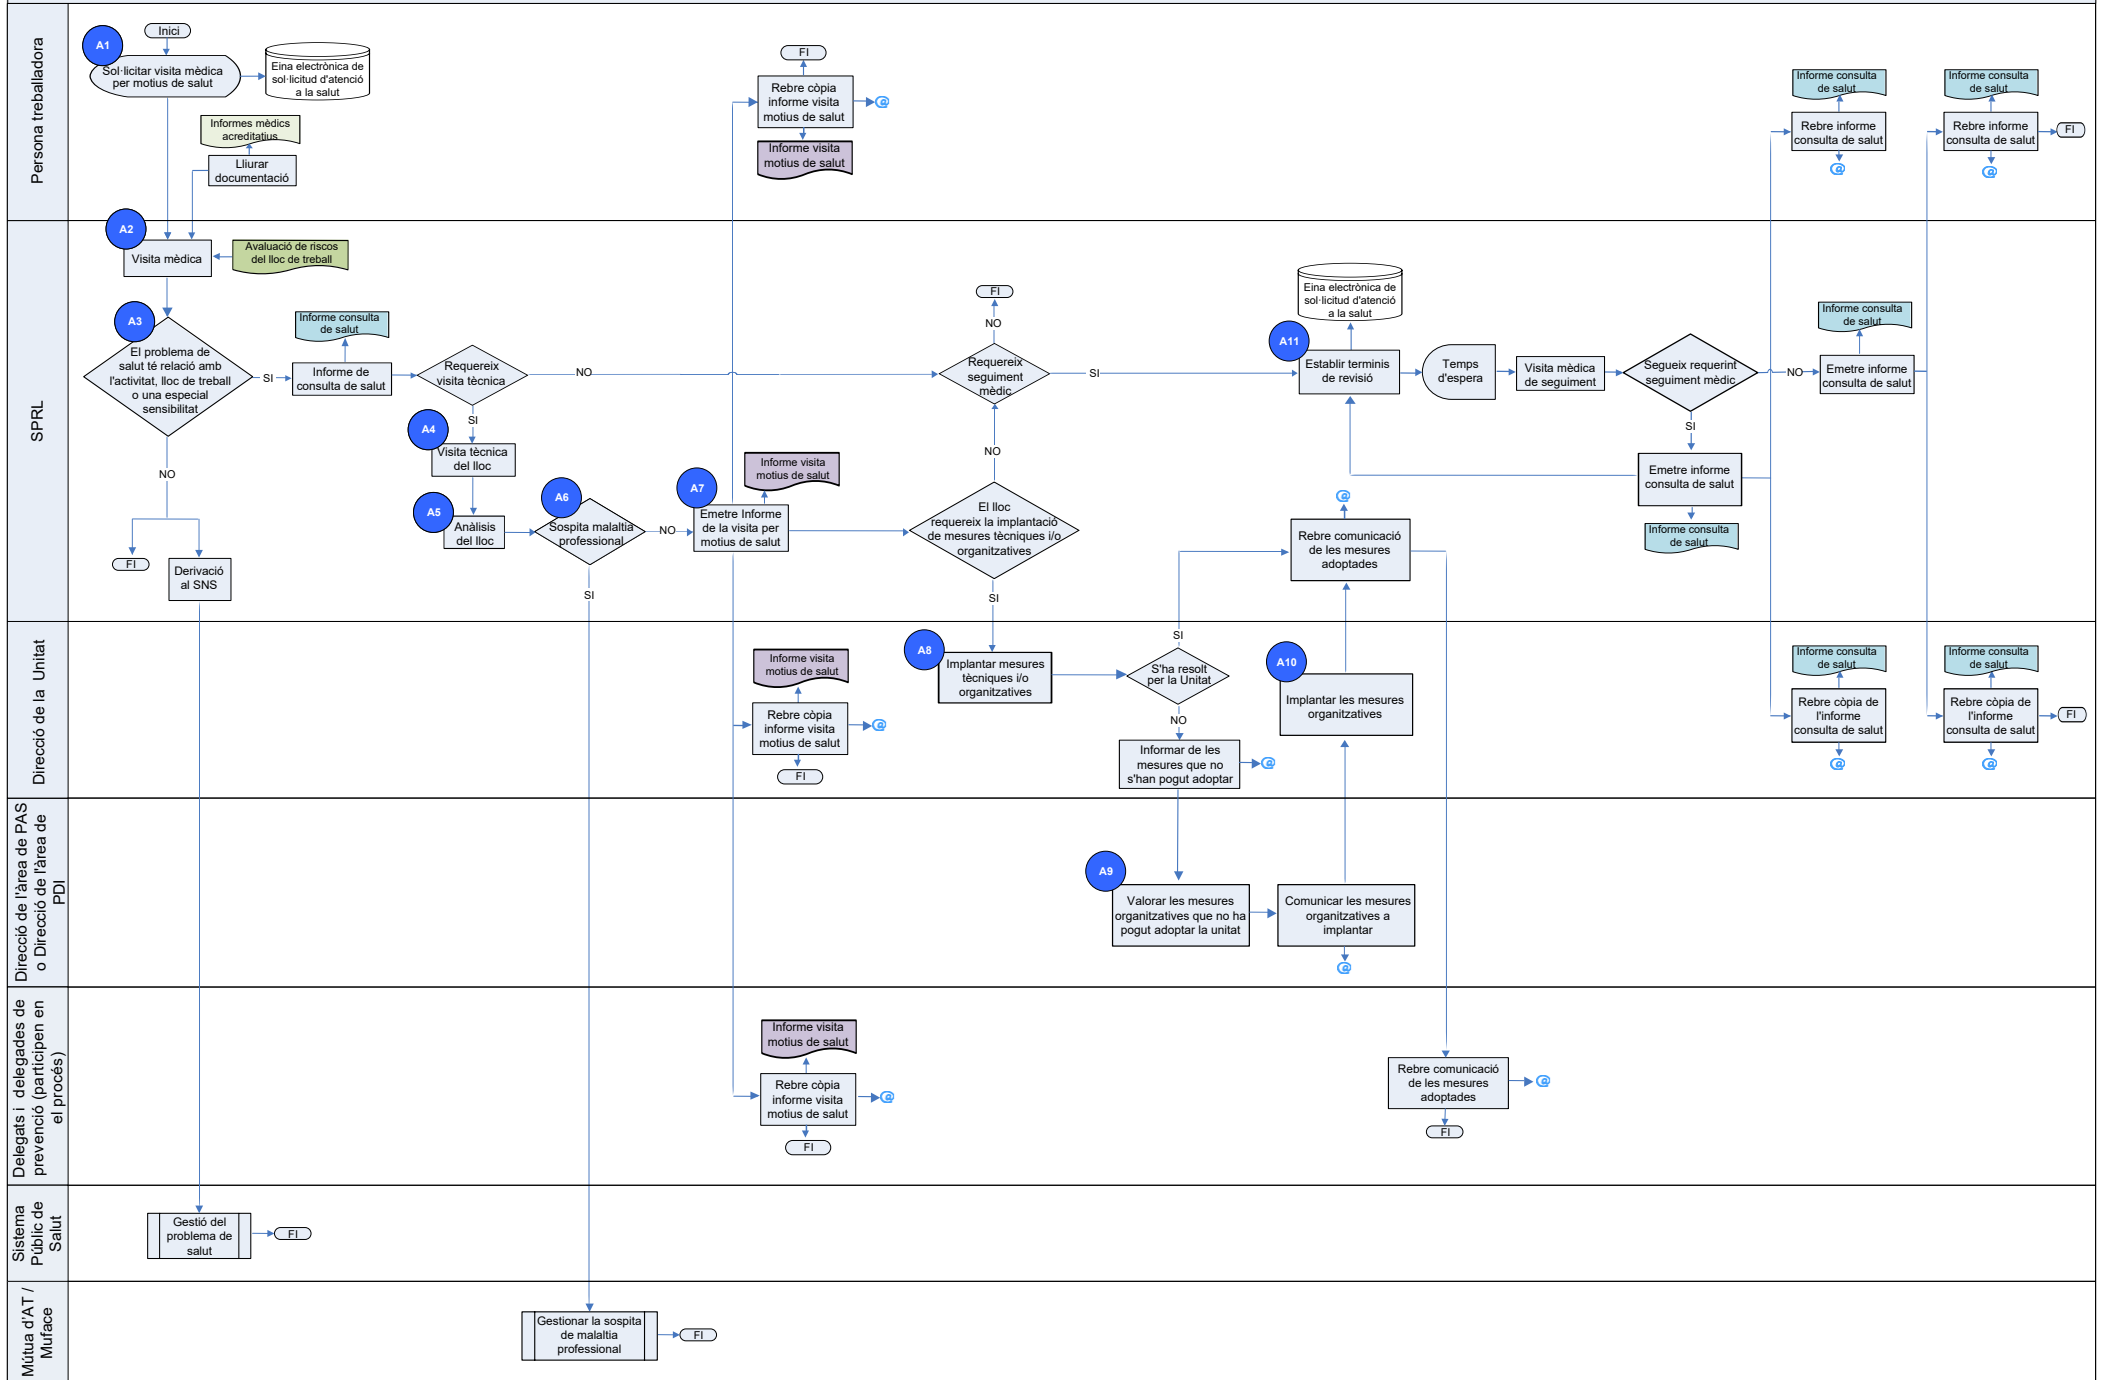 Persona treballadora
Inici
A1
Sol·licitar visita mèdica
per motius de salut
Eina electrònica de
sol·licitud d'atenció
a la salut
Informes mèdics
acreditatius
Lliurar
documentació
FI
Rebre còpia
informe visita
motius de salut
@
Informe visita
motius de salut
Informe consulta
de salut
Rebre informe
consulta de salut
@
Informe consulta
de salut
Rebre informe
consulta de salut
FI
@
SPRL
A2
Visita mèdica
Avaluació de riscos
del lloc de treball
A3
El problema de
salut té relació amb
l'activitat, lloc de treball
o una especial
sensibilitat
SI
NO
FI
Derivació
al SNS
Informe consulta
de salut
Informe de
consulta de salut
Requereix
visita tècnica
NO
SI
A4
Visita tècnica
del lloc
A5
Anàlisis
del lloc
A6
Sospita malaltia
professional
NO
SI
A7
Informe visita
motius de salut
Emetre Informe
de la visita per
motius de salut
FI
NO
Requereix
seguiment
mèdic
SI
NO
El lloc
requereix la implantació
de mesures tècniques i/o
organitzatives
SI
Eina electrònica de
sol·licitud d'atenció
a la salut
A11
Establir terminis
de revisió
Temps
d'espera
Visita mèdica
de seguiment
Segueix requerint
seguiment mèdic
NO
SI
Informe consulta
de salut
Emetre informe
consulta de salut
Emetre informe
consulta de salut
Informe consulta
de salut
@
Rebre comunicació
de les mesures
adoptades
Direcció de la Unitat
Informe visita
motius de salut
Rebre còpia
informe visita
motius de salut
@
FI
A8
Implantar mesures
tècniques i/o
organitzatives
SI
S'ha resolt
per la Unitat
NO
Informar de les
mesures que no
s'han pogut adoptar
@
A10
Implantar les mesures
organitzatives
Informe consulta
de salut
Rebre còpia de
l'informe
consulta de salut
@
Informe consulta
de salut
Rebre còpia de
l'informe
consulta de salut
FI
@
Direcció de l'àrea de PAS
o Direcció de l'àrea de
PDI
A9
Valorar les mesures
organitzatives que no ha
pogut adoptar la unitat
Comunicar les mesures
organitzatives a
implantar
@
Delegats i delegades de
prevenció (participen en
el procés)
Informe visita
motius de salut
Rebre còpia
informe visita
motius de salut
@
FI
Rebre comunicació
de les mesures
adoptades
@
FI
Sistema
Públic de
Salut
Gestió del
problema de
salut
FI
Mútua d'AT /
Muface
Gestionar la sospita
de malaltia
professional
FI